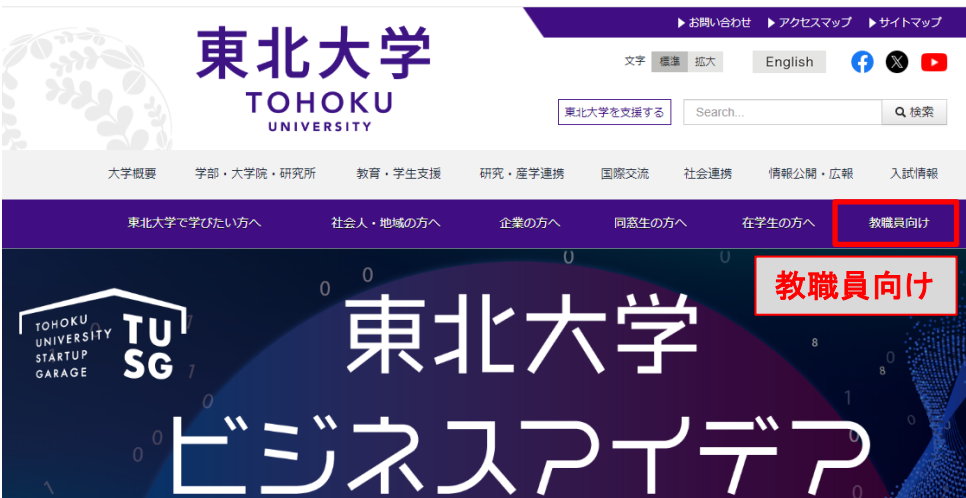 お問い合わせ アクセスマップ サイトマップ
東北大学
TOHOKU
UNIVERSITY
文字 標準 拡大 English
東北大学を支援する Search... 検索
大学概要 学部・大学院・研究所 教育・学生支援 研究・産学連携 国際交流 社会連携 情報公開・広報 入試情報
東北大学で学びたい方へ 社会人・地域の方へ 企業の方へ 同窓生の方へ 在学生の方へ 教職員向け
教職員向け
TOHOKU
UNIVERSITY
STARTUP
GARAGE
TU
SG
東北大学
ビジネスアイデア